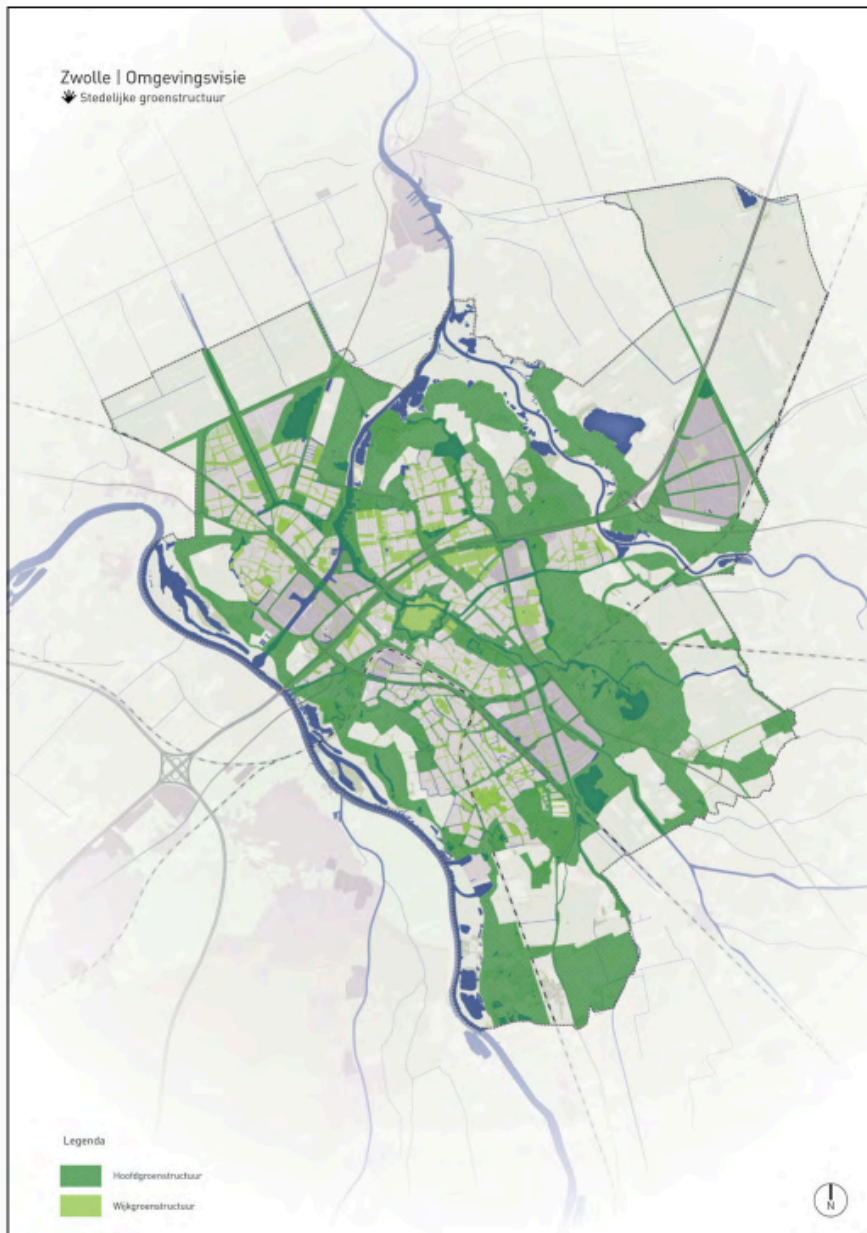 Zwolle | Omgevingsvisie
Stedelijke groenstructuur
Legenda
Hoofdgroenstructuur
Wijkgroenstructuur
N